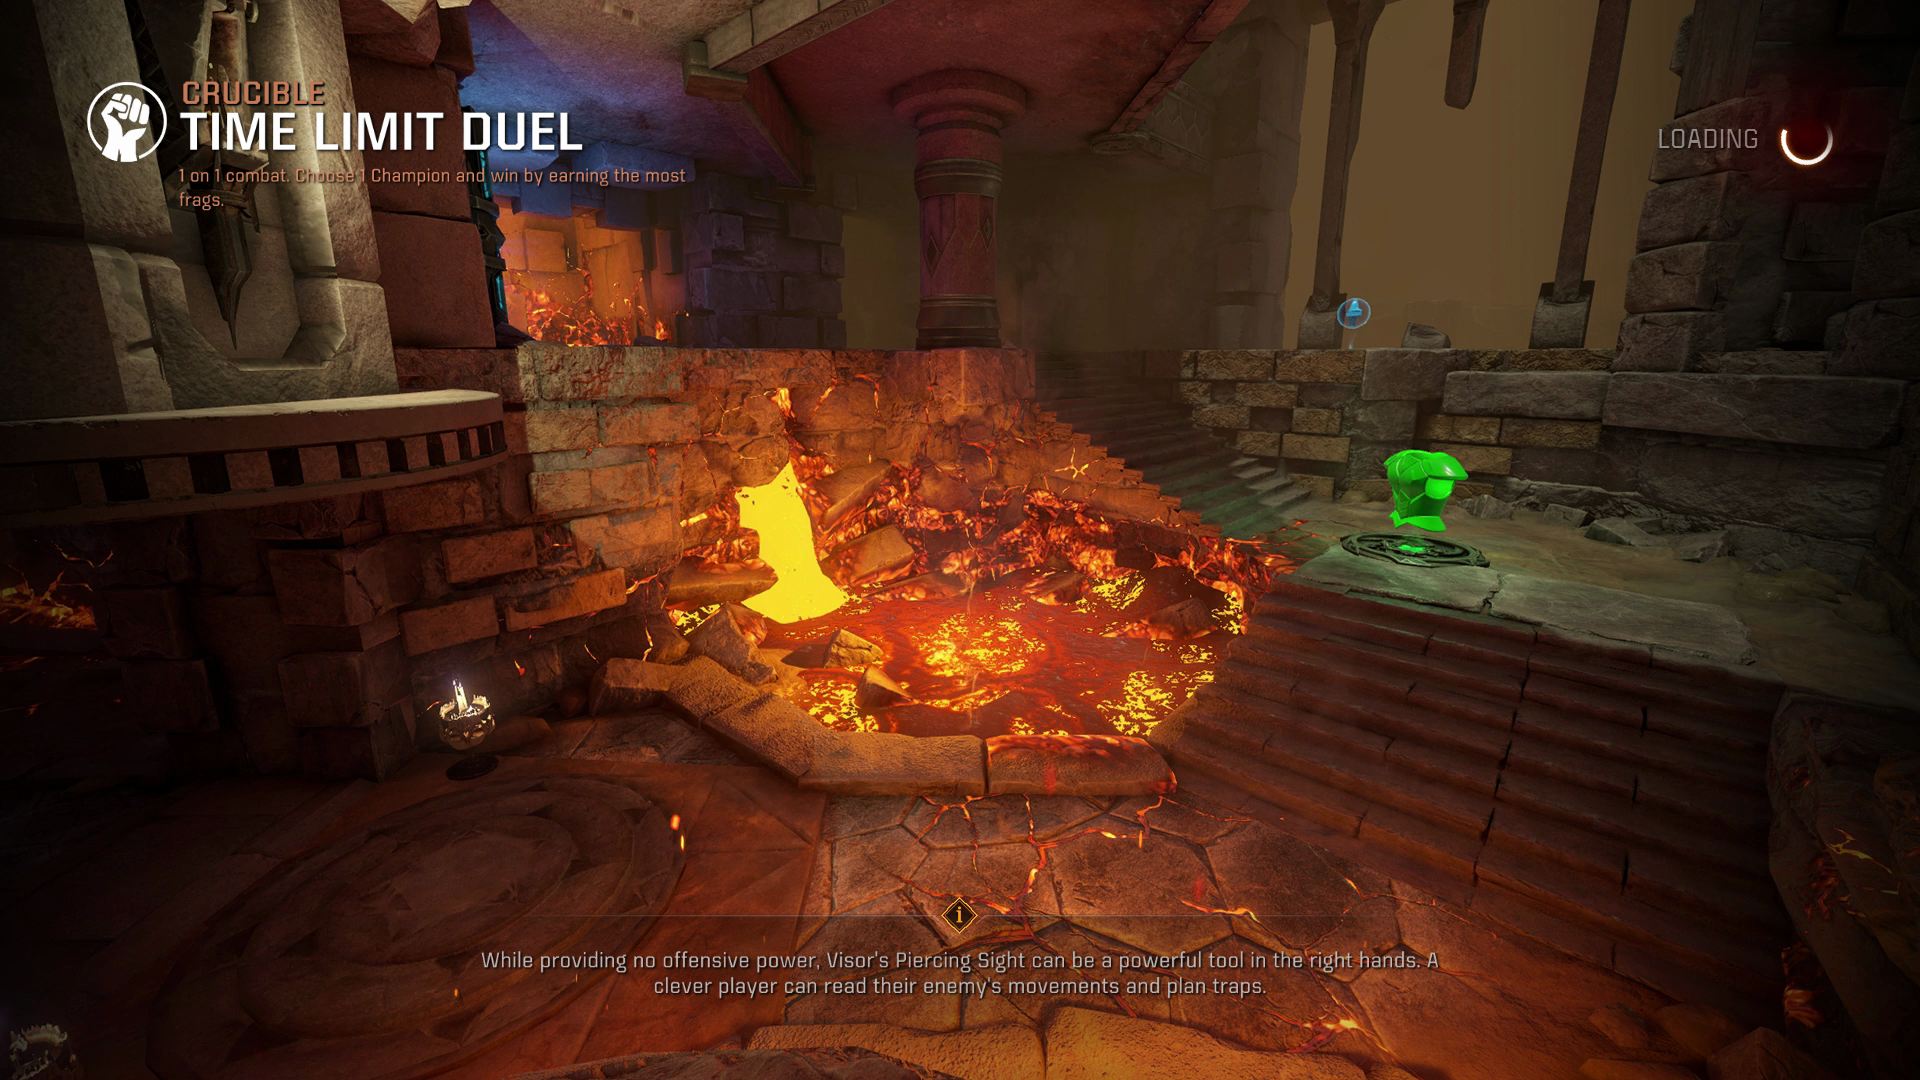 CRUCIBLE
TIME LIMIT DUEL
1 on 1 combat. Choose 1 Champion and win by earning the most
frags.
LOADING
i
While providing no offensive power, Visor's Piercing Sight can be a powerful tool in the right hands. A
clever player can read their enemy's movements and plan traps.